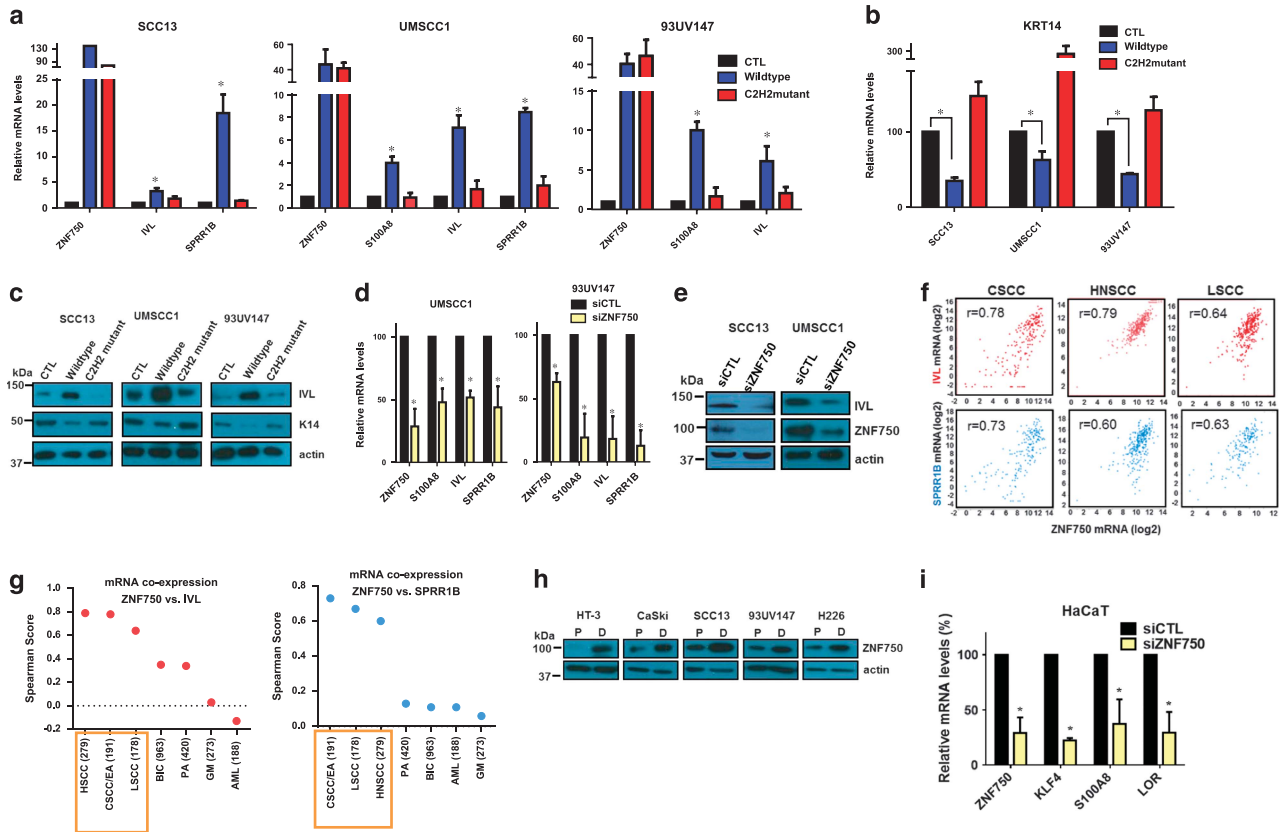 a
SCC13
UMSCC1
93UV147
Relative mRNA levels
130
90
50
25
20
15
10
5
0
60
40
20
8
6
4
2
0
60
40
20
15
10
5
0
*
*
*
*
*
*
*
CTL
Wildtype
C2H2mutant
ZNF750
IVL
SPRR1B
ZNF750
S100A8
IVL
SPRR1B
ZNF750
S100A8
IVL
b
KRT14
CTL
Wildtype
C2H2mutant
Relative mRNA levels
300
100
0
*
*
*
SCC13
UMSCC1
93UV147
c
SCC13
UMSCC1
93UV147
CTL
Wildtype
C2H2 mutant
CTL
Wildtype
C2H2 mutant
CTL
Wildtype
C2H2 mutant
kDa
150
50
37
IVL
K14
actin
d
UMSCC1
93UV147
siCTL
siZNF750
Relative mRNA levels
100
50
0
100
50
0
*
*
*
*
*
*
*
*
ZNF750
S100A8
IVL
SPRR1B
ZNF750
S100A8
IVL
SPRR1B
e
SCC13
UMSCC1
siCTL
siZNF750
siCTL
siZNF750
kDa
150
100
37
IVL
ZNF750
actin
f
CSCC
HNSCC
LSCC
r=0.78
r=0.79
r=0.64
IVL mRNA (log2)
r=0.73
r=0.60
r=0.63
SPRR1B mRNA (log2)
ZNF750 mRNA (log2)
g
mRNA co-expression
ZNF750 vs. IVL
Spearman Score
1.0
0.8
0.6
0.4
0.2
0.0
-0.2
HSCC (279)
CSCC/EA (191)
LSCC (178)
BIC (963)
PA (420)
GM (273)
AML (188)
mRNA co-expression
ZNF750 vs. SPRR1B
Spearman Score
0.8
0.6
0.4
0.2
0.0
CSCC/EA (191)
LSCC (178)
HNSCC (279)
PA (420)
BIC (963)
AML (188)
GM (273)
h
HT-3
CaSki
SCC13
93UV147
H226
kDa
P D
P D
P D
P D
P D
100
37
ZNF750
actin
i
HaCaT
siCTL
siZNF750
Relative mRNA levels (%)
100
50
0
*
*
*
*
ZNF750
KLF4
S100A8
LOR